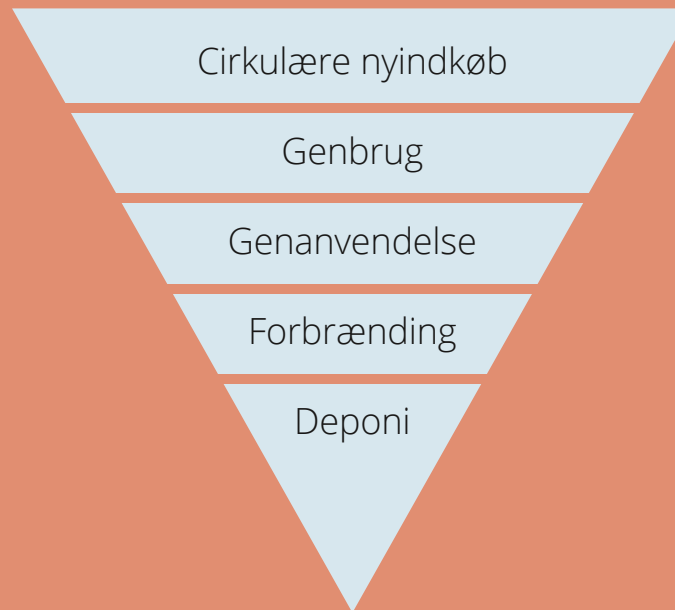 Cirkulære nyindkøb
Genbrug
Genanvendelse
Forbrænding
Deponi